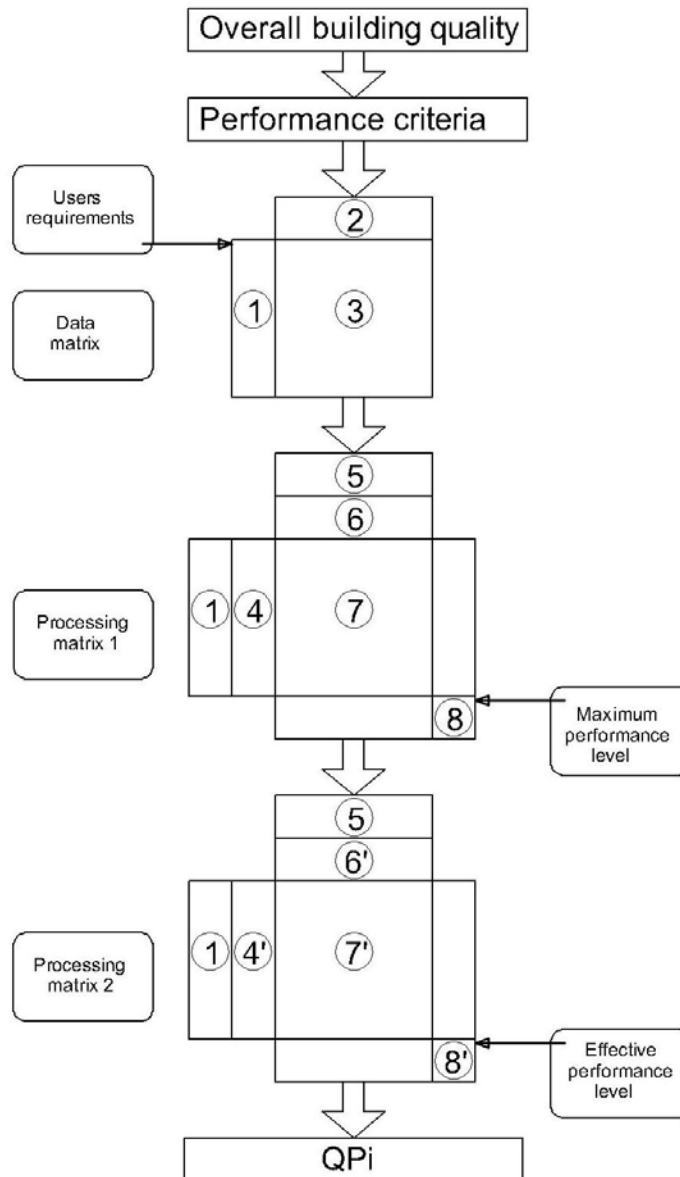 Overall building quality
Performance criteria
Users
requirements
2
1
3
Data
matrix
5
6
1
4
7
Processing
matrix 1
8
Maximum
performance
level
5
6'
1
4'
7'
Processing
matrix 2
8'
Effective
performance
level
QPi